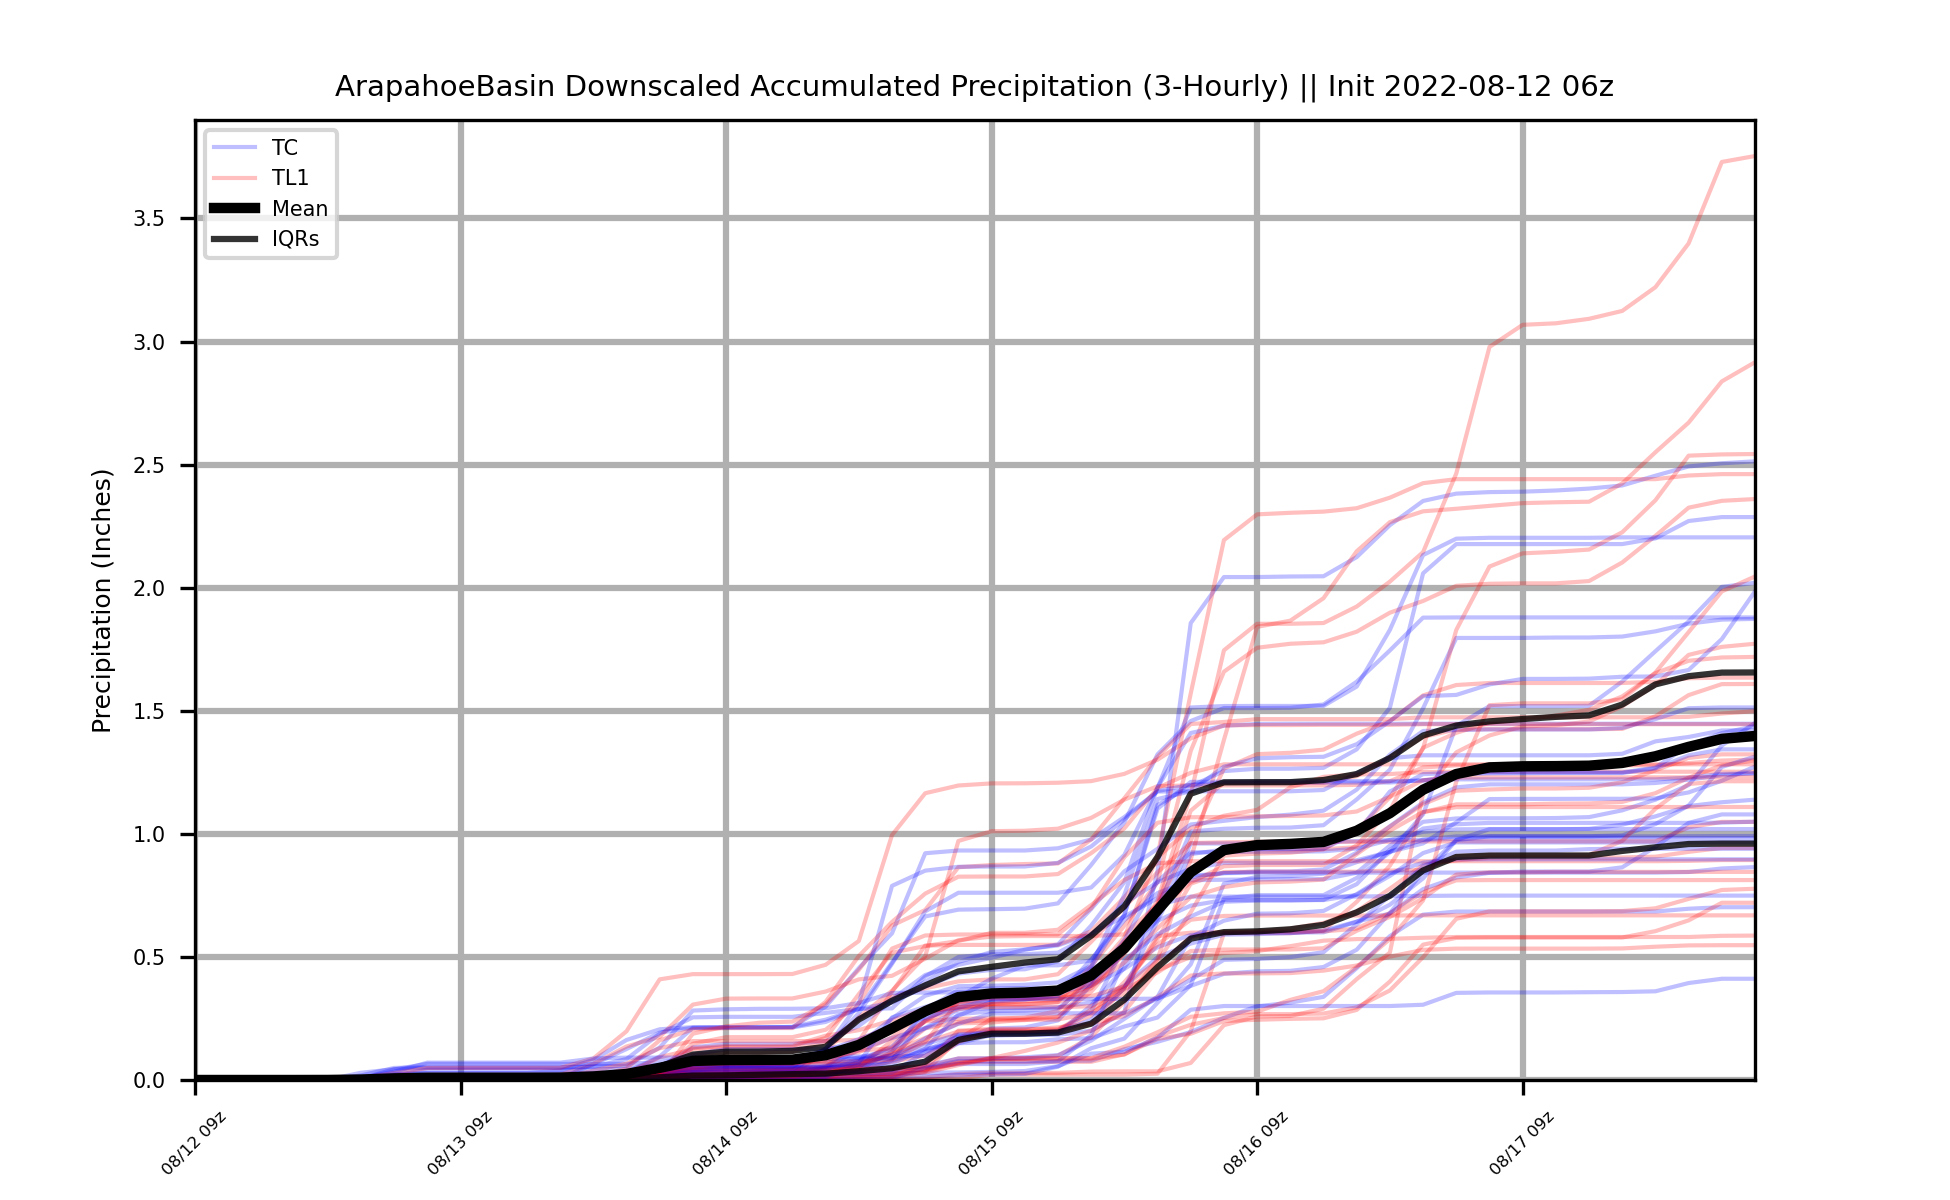 ArapahoeBasin Downscaled Accumulated Precipitation (3-Hourly) || Init 2022-08-12 06z
TC
TL1
Mean
IQRs
Precipitation (Inches)
3.5
3.0
2.5
2.0
1.5
1.0
0.5
0.0
08/12 09z
08/13 09z
08/14 09z
08/15 09z
08/16 09z
08/17 09z